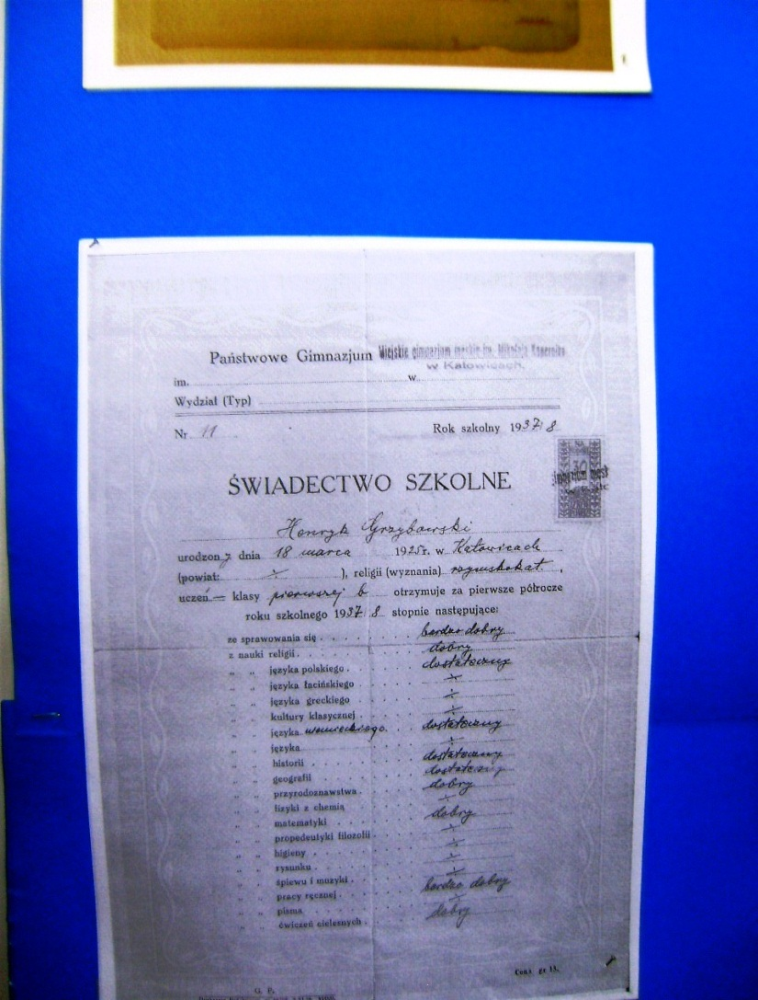 Państwowe Gimnazjum Miejskie gimnazjum męskie im. Mikołaja Kopernika
w Katowicach.
im. w
Wydział (Typ)
Nr 11 Rok szkolny 1937/8
30
ŚWIADECTWO SZKOLNE
Henryk Grzybowski
urodzony dnia 18 marca 1925 r. w Katowicach
(powiat: ÷ ), religii (wyznania) rzymskokat.,
uczeń — klasy pierwszej b otrzymuje za pierwsze półrocze
roku szkolnego 1937/8 stopnie następujące:
ze sprawowania się . . . bardzo dobry
z nauki religii . . . dobry
„ „ języka polskiego . . . dostateczny
„ „ języka łacińskiego . . . ÷
„ „ języka greckiego . . . ÷
„ „ kultury klasycznej . . . ÷
„ „ języka niemieckiego . . . dostateczny
„ „ języka ÷
„ „ historii . . . dostateczny
„ „ geografii . . . dostateczny
„ „ przyrodoznawstwa . . . dobry
„ „ fizyki z chemią . . . ÷
„ „ matematyki . . . dobry
„ „ propedeutyki filozofii . . . ÷
„ „ higieny . . . ÷
„ „ rysunku . . . ÷
„ „ śpiewu i muzyki . . . ÷
„ „ pracy ręcznej . . . bardzo dobry
„ „ pisma . . . ÷
„ „ ćwiczeń cielesnych . . . dobry
Cena gr 15.
G. P.